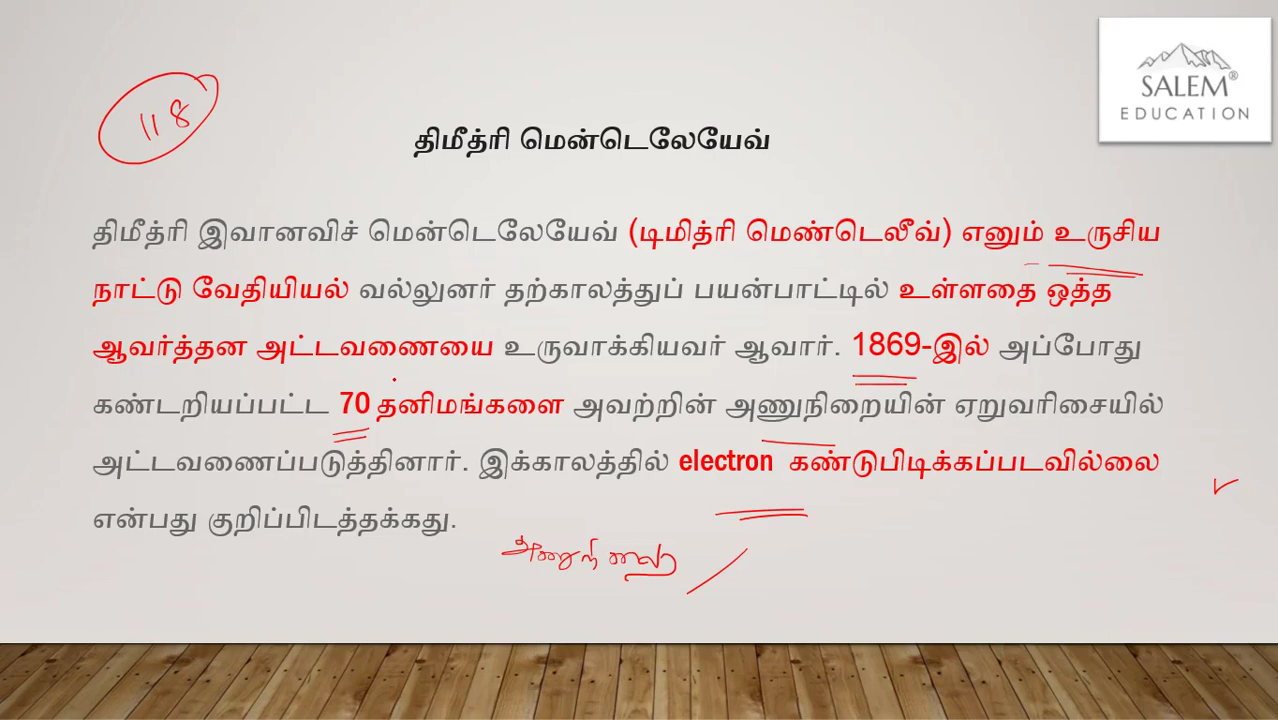 SALEM®
EDUCATION
118
திமீத்ரி மென்டெலேயேவ்
திமீத்ரி இவானவிச் மென்டெலேயேவ் (டிமித்ரி மெண்டெலீவ்) எனும் உருசிய
நாட்டு வேதியியல் வல்லுனர் தற்காலத்துப் பயன்பாட்டில் உள்ளதை ஒத்த
ஆவர்த்தன அட்டவணையை உருவாக்கியவர் ஆவார். 1869-இல் அப்போது
கண்டறியப்பட்ட 70 தனிமங்களை அவற்றின் அணுநிறையின் ஏறுவரிசையில்
அட்டவணைப்படுத்தினார். இக்காலத்தில் electron கண்டுபிடிக்கப்படவில்லை
என்பது குறிப்பிடத்தக்கது.